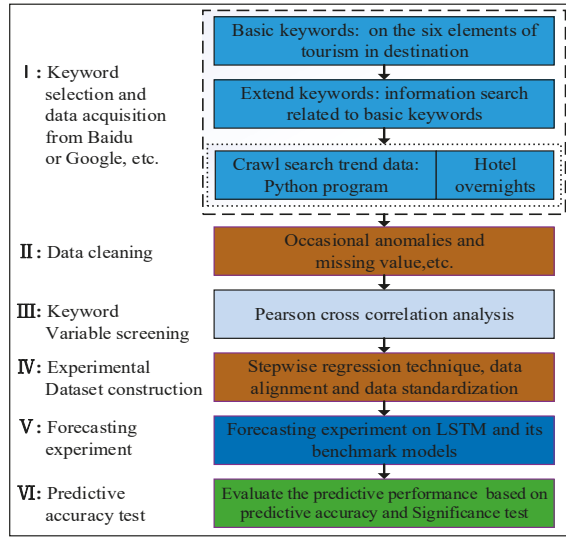 Ⅰ: Keyword
selection and
data acquisition
from Baidu
or Google, etc.
Basic keywords: on the six elements of
tourism in destination
Extend keywords: information search
related to basic keywords
Crawl search trend data:
Python program
Hotel
overnights
Ⅱ: Data cleaning
Occasional anomalies and
missing value,etc.
Ⅲ: Keyword
Variable screening
Pearson cross correlation analysis
Ⅳ: Experimental
Dataset construction
Stepwise regression technique, data
alignment and data standardization
Ⅴ: Forecasting
experiment
Forecasting experiment on LSTM and its
benchmark models
Ⅵ: Predictive
accuracy test
Evaluate the predictive performance based on
predictive accuracy and Significance test